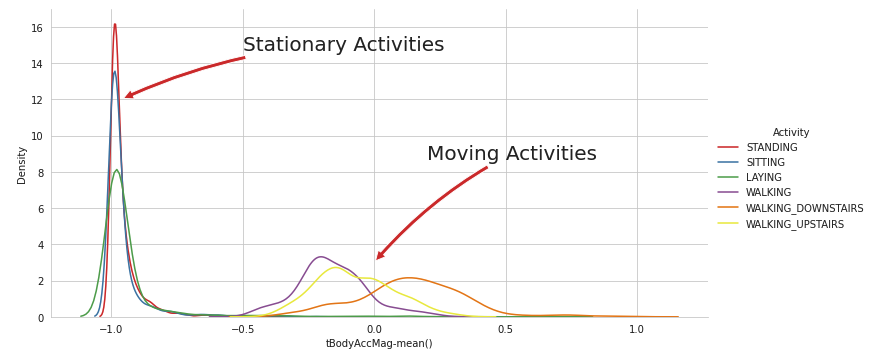 16
14
12
10
8
6
4
2
0
Density
Stationary Activities
Moving Activities
−1.0
−0.5
0.0
0.5
1.0
tBodyAccMag-mean()
Activity
STANDING
SITTING
LAYING
WALKING
WALKING_DOWNSTAIRS
WALKING_UPSTAIRS